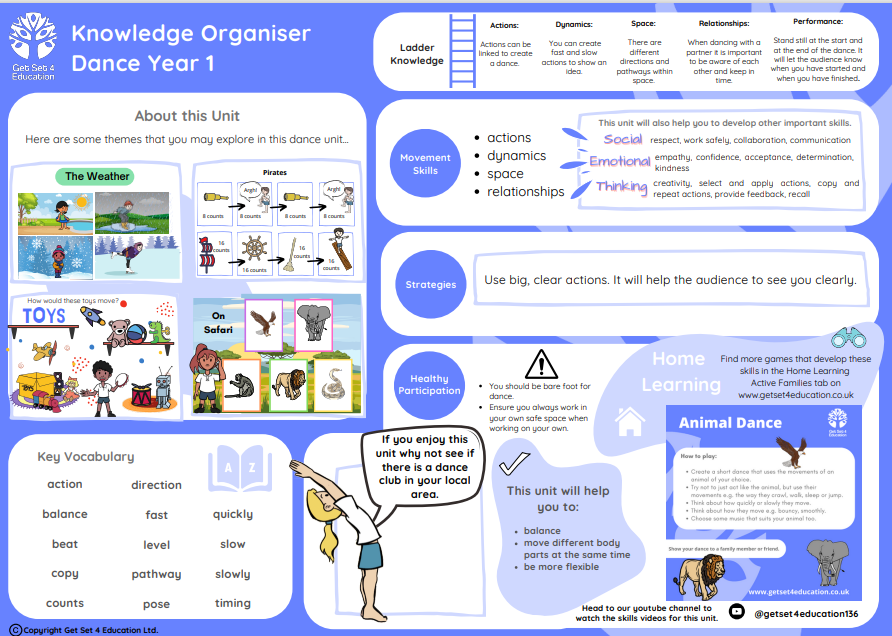 Get Set 4
Education
Knowledge Organiser
Dance Year 1
Ladder
Knowledge
Actions:
Actions can be
linked to create
a dance.
Dynamics:
You can create
fast and slow
actions to show an
idea.
Space:
There are
different
directions and
pathways within
space.
Relationships:
When dancing with a
partner it is important
to be aware of each
other and keep in
time.
Performance:
Stand still at the start and
at the end of the dance. It
will let the audience know
when you have started and
when you have finished.
About this Unit
Here are some themes that you may explore in this dance unit...
The Weather
Pirates
8 counts
Argh!
8 counts
8 counts
Argh!
8 counts
16
counts
16 counts
16
counts
16
counts
How would these toys move?
TOYS
On
Safari
Movement
Skills
• actions
• dynamics
• space
• relationships
This unit will also help you to develop other important skills.
Social respect, work safely, collaboration, communication
Emotional empathy, confidence, acceptance, determination,
kindness
Thinking creativity, select and apply actions, copy and
repeat actions, provide feedback, recall
Strategies
Use big, clear actions. It will help the audience to see you clearly.
Healthy
Participation
• You should be bare foot for
dance.
• Ensure you always work in
your own safe space when
working on your own.
Home
Learning
Find more games that develop these
skills in the Home Learning
Active Families tab on
www.getset4education.co.uk
Animal Dance
Get Set 4
Education
How to play:
• Create a short dance that uses the movements of an
animal of your choice.
• Try not to just act like the animal, but use their
movements e.g. the way they crawl, walk, sleep or jump.
• Think about how quickly or slowly they move.
• Think about how they move e.g. bouncy, smoothly.
• Choose some music that suits your animal too.
Show your dance to a family member or friend.
www.getset4education.co.uk
Key Vocabulary
A Z
action
balance
beat
copy
counts
direction
fast
level
pathway
pose
quickly
slow
slowly
timing
If you enjoy this
unit why not see if
there is a dance
club in your local
area.
This unit will help
you to:
• balance
• move different body
parts at the same time
• be more flexible
Head to our youtube channel to
watch the skills videos for this unit.
@getset4education136
© Copyright Get Set 4 Education Ltd.